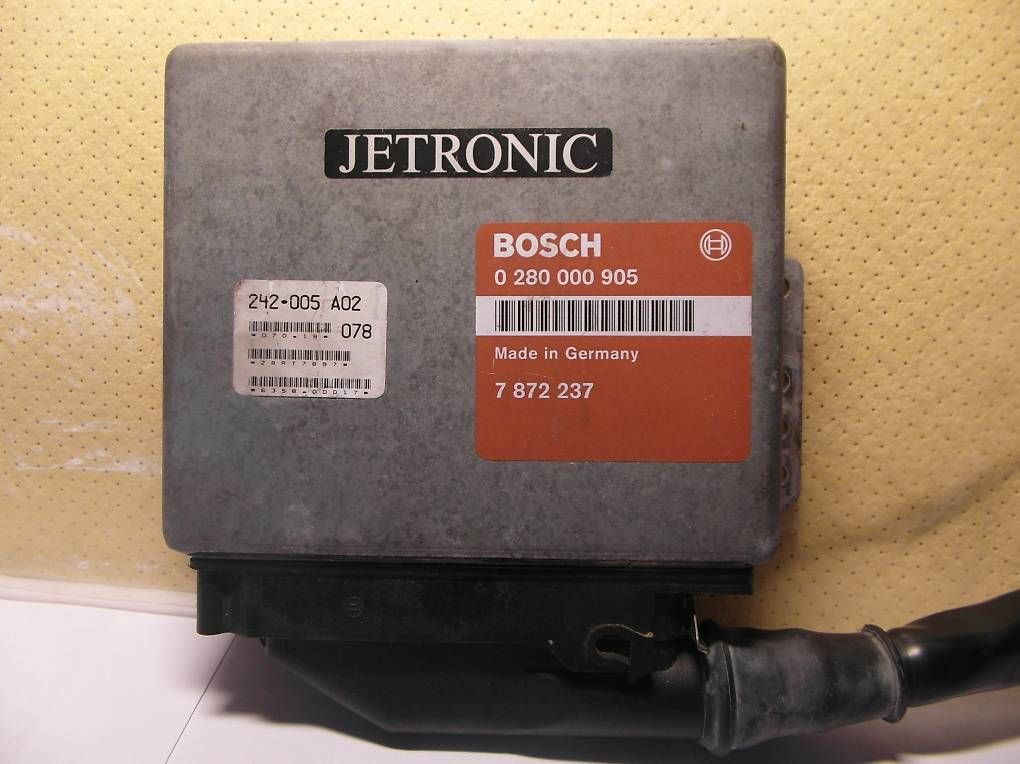 JETRONIC
BOSCH
0 280 000 905
Made in Germany
7 872 237
242-005 A02
078